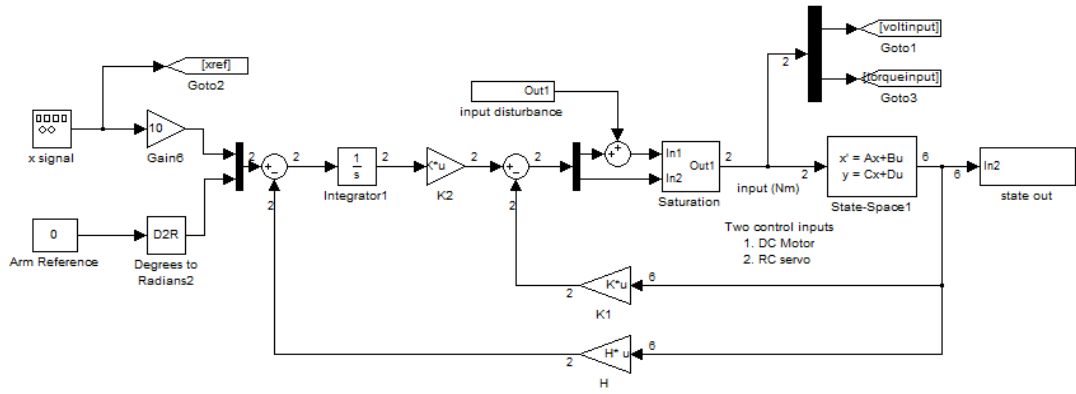 [voltinput]
Goto1
[xref]
Goto2
2
[torqueinput]
Goto3
Out1
input disturbance
x signal
10
Gain6
2
+
−
2
1
s
2
Integrator1
K*u
K2
2
+
−
2
+
+
In1
In2
Out1
Saturation
2
input (Nm)
2
x' = Ax+Bu
y = Cx+Du
State-Space1
6
6
In2
state out
2
2
0
Arm Reference
D2R
Degrees to
Radians2
Two control inputs
1. DC Motor
2. RC servo
2
K*u
6
K1
2
H* u
6
H